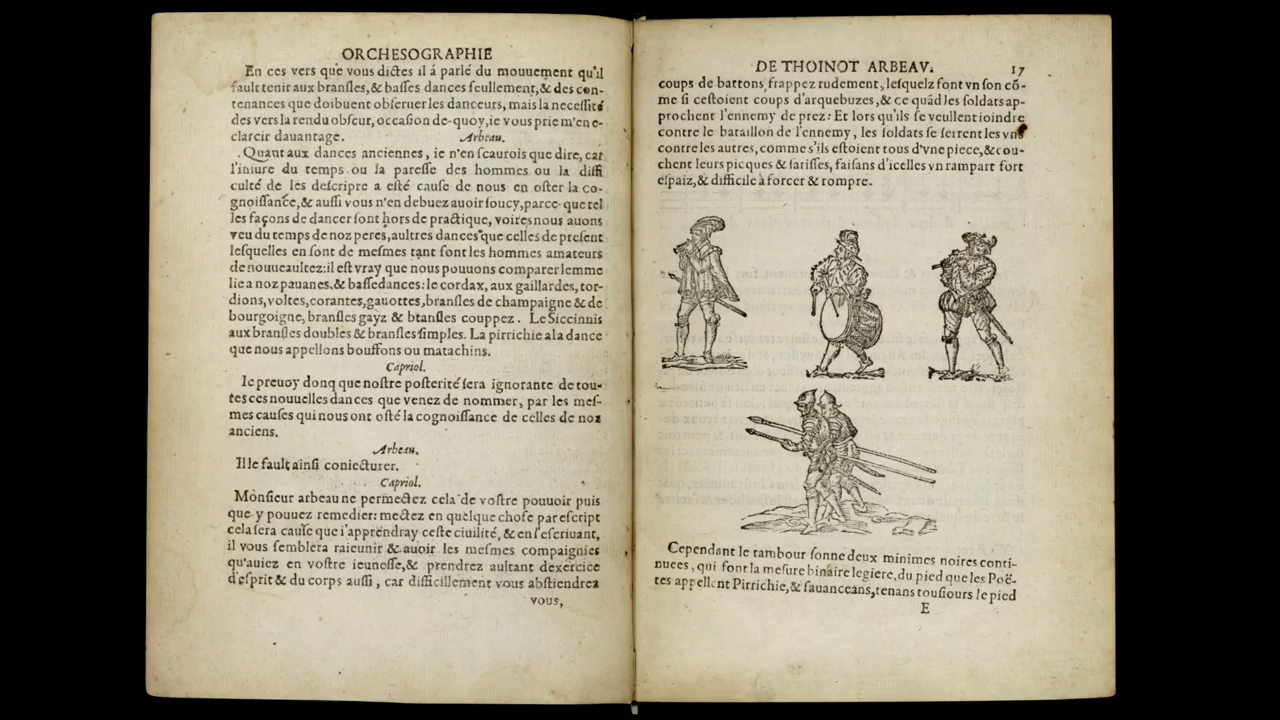 ORCHESOGRAPHIE
En ces vers que vous dictes il á parlé du mouuement qu'il
fault tenir aux bransles, & basses dances seullement, & des con-
tenances que doibuent obseruer les danceurs, mais la necessité
des vers la rendu obscur, occasion de-quoy, ie vous prie m'en e-
clarcir dauantage.
Arbeau.
Quant aux dances anciennes, ie n'en scaurois que dire, car
l'iniure du temps ou la paresse des hommes ou la diffi
culté de les descripre a esté cause de nous en oster la co-
gnoissance, & aussi vous n'en debuez auoir soucy, parce-que tel
les façons de dancer sont hors de practique, voires nous auons
veu du temps de noz peres, aultres dances que celles de present
lesquelles en sont de mesmes tant sont les hommes amateurs
de nouueaultez: il est vray que nous pouuons comparer lemme
lie a noz pauanes, & bassedances: le cordax, aux gaillardes, tor-
dions, voltes, corantes, gauottes, bransles de champaigne & de
bourgoigne, bransles gayz & btansles couppez. Le Siccinnis
aux bransles doubles & bransles simples. La pirrichie a la dance
que nous appellons bouffons ou matachins.
Capriol.
Ie preuoy donq que nostre posterité sera ignorante de tou-
tes ces nouuelles dances que venez de nommer, par les mes-
mes causes qui nous ont osté la cognoissance de celles de noz
anciens.
Arbeau.
Il le fault ainsi coniecturer.
Capriol.
Monsieur arbeau ne permectez cela de vostre pouuoir puis
que y pouuez remedier: mectez en quelque chose par escript
cela sera cause que i'apprendray ceste ciuilité, & en l'escriuant,
il vous semblera raieunir & auoir les mesmes compaignies
qu'auiez en vostre ieunesse, & prendrez aultant dexercice
d'esprit & du corps aussi, car difficillement vous abstiendrez
vous,
DE THOINOT ARBEAV.
17
coups de battons, frappez rudement, lesquelz font vn son cõ-
me si cestoient coups d'arquebuzes, & ce quãd les soldats ap-
prochent l'ennemy de prez: Et lors qu'ils se veullent ioindre
contre le bataillon de l'ennemy, les soldats se serrent les vns
contre les autres, comme s'ils estoient tous d'vne piece, & cou-
chent leurs picques & sarisses, faisans d'icelles vn rampart fort
espaiz, & difficile à forcer & rompre.
Cependant le tambour sonne deux minimes noires conti-
nuees, qui font la mesure binaire legiere, du pied que les Poë-
tes appellent Pirrichie, & sauanceans, tenans tousiours le pied
E